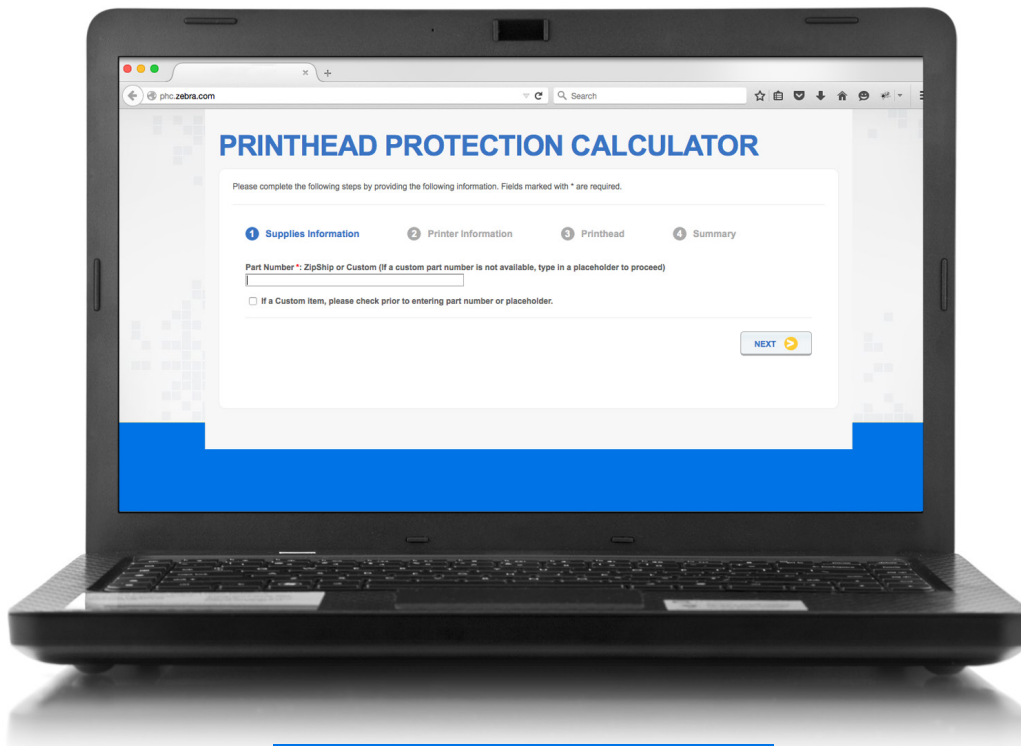 phc.zebra.com
Search
PRINTHEAD PROTECTION CALCULATOR
Please complete the following steps by providing the following information. Fields marked with * are required.
1 Supplies Information 2 Printer Information 3 Printhead 4 Summary
Part Number *: ZipShip or Custom (If a custom part number is not available, type in a placeholder to proceed)
If a Custom item, please check prior to entering part number or placeholder.
NEXT >